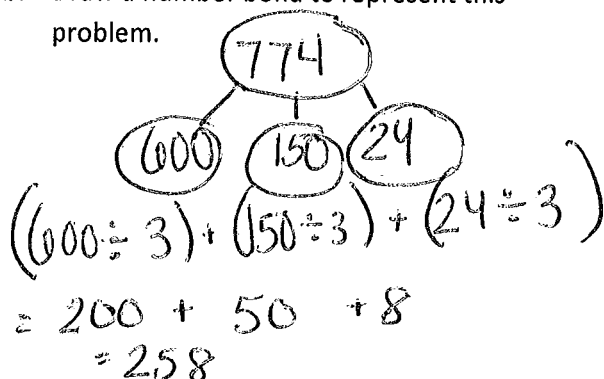 problem.
774
600 150 24
(600 ÷ 3) + (150 ÷ 3) + (24 ÷ 3)
= 200 + 50 + 8
= 258